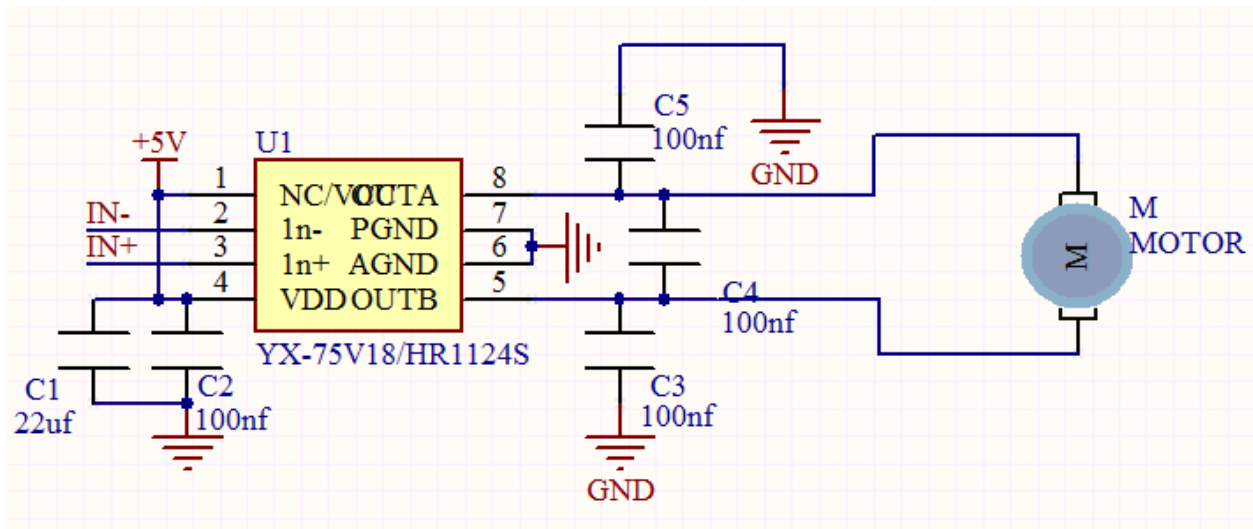 C5
100nf
GND
+5V
U1
1 NC/VCC OUTA 8
IN- 2 1n- PGND 7
IN+ 3 1n+ AGND 6
4 VDD OUTB 5
YX-75V18/HR1124S
M
MOTOR
M
C1
22uf
C2
100nf
C4
100nf
C3
100nf
GND